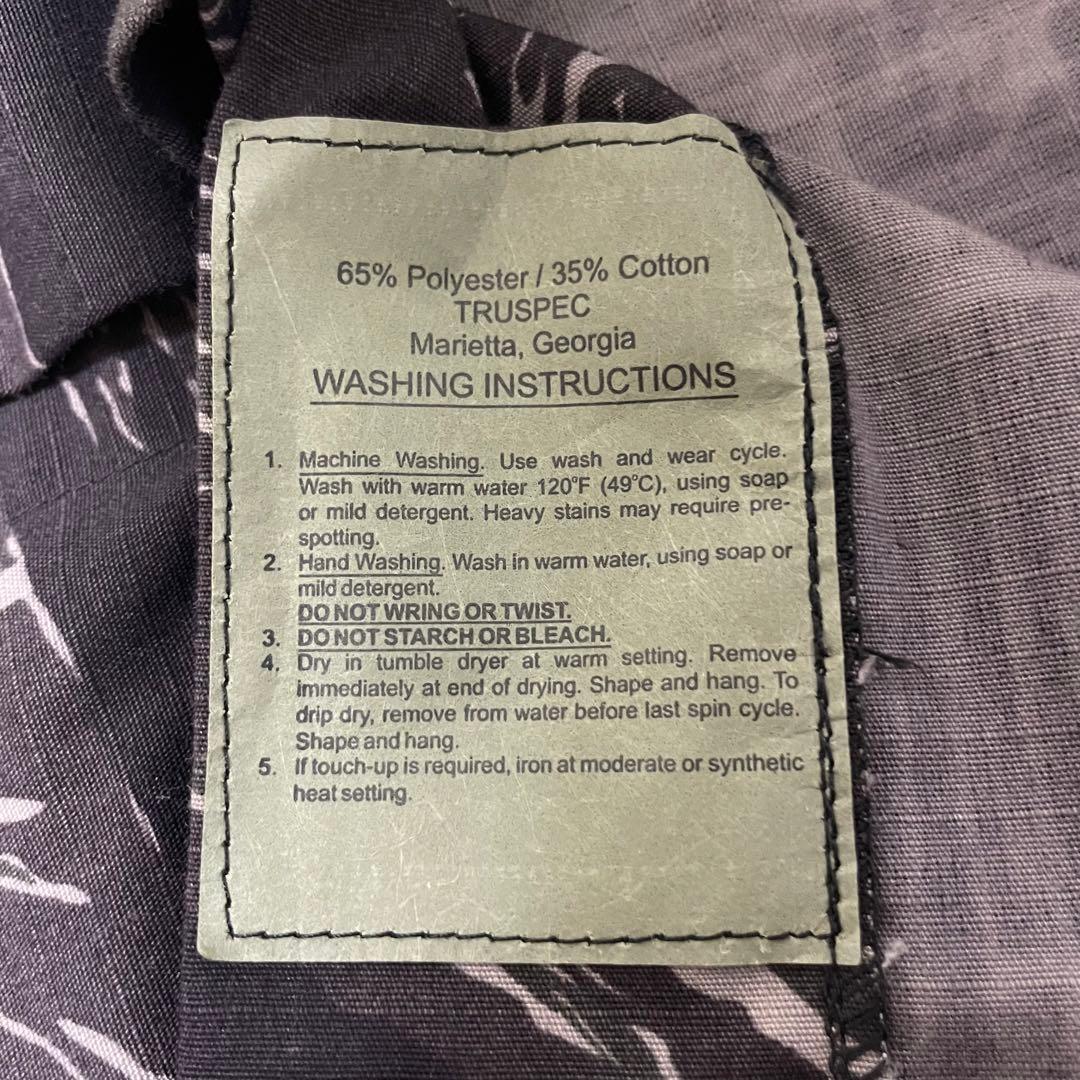 65% Polyester / 35% Cotton
TRUSPEC
Marietta, Georgia
WASHING INSTRUCTIONS
1. Machine Washing. Use wash and wear cycle.
Wash with warm water 120°F (49°C), using soap
or mild detergent. Heavy stains may require pre-
spotting.
2. Hand Washing. Wash in warm water, using soap or
mild detergent.
DO NOT WRING OR TWIST.
3. DO NOT STARCH OR BLEACH.
4. Dry in tumble dryer at warm setting. Remove
immediately at end of drying. Shape and hang. To
drip dry, remove from water before last spin cycle.
Shape and hang.
5. If touch-up is required, iron at moderate or synthetic
heat setting.